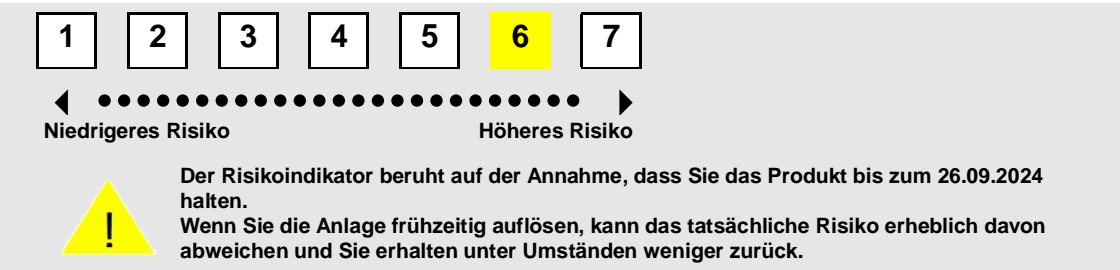 1 2 3 4 5 6 7
Niedrigeres Risiko Höheres Risiko
Der Risikoindikator beruht auf der Annahme, dass Sie das Produkt bis zum 26.09.2024
halten.
Wenn Sie die Anlage frühzeitig auflösen, kann das tatsächliche Risiko erheblich davon
abweichen und Sie erhalten unter Umständen weniger zurück.
!